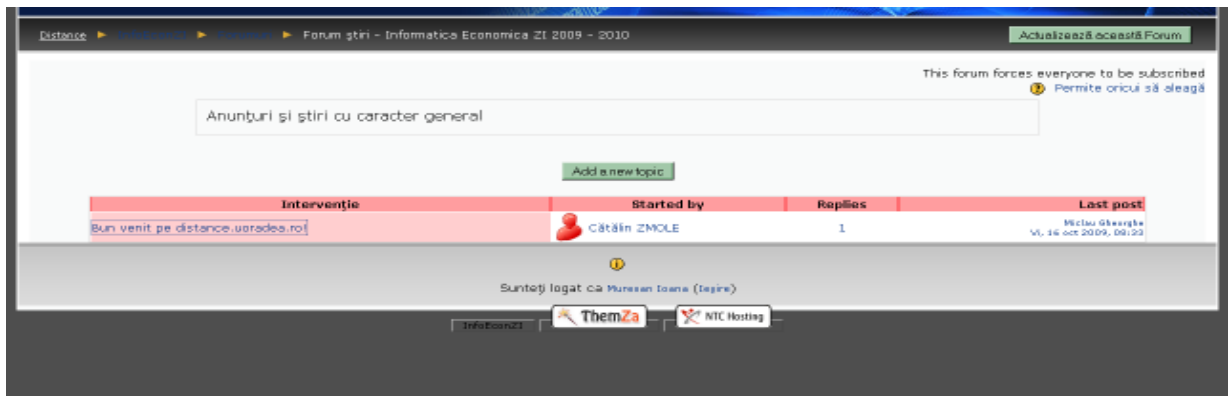 Distance ► ► ► Forum ştiri - Informatica Economica ZI 2009 - 2010
Actualizează această Forum
This forum forces everyone to be subscribed
Permite oricui să aleagă
Anunţuri şi ştiri cu caracter general
Add a new topic
Intervenţie Started by Replies Last post
Bun venit pe distance.uoradea.ro! Cătălin ZMOLE 1 Miclau Gheorghe
Vi, 16 oct 2009, 08:23
Sunteţi logat ca Muresan Ioana (Ieşire)
InfoEconZI ThemZa NTC Hosting